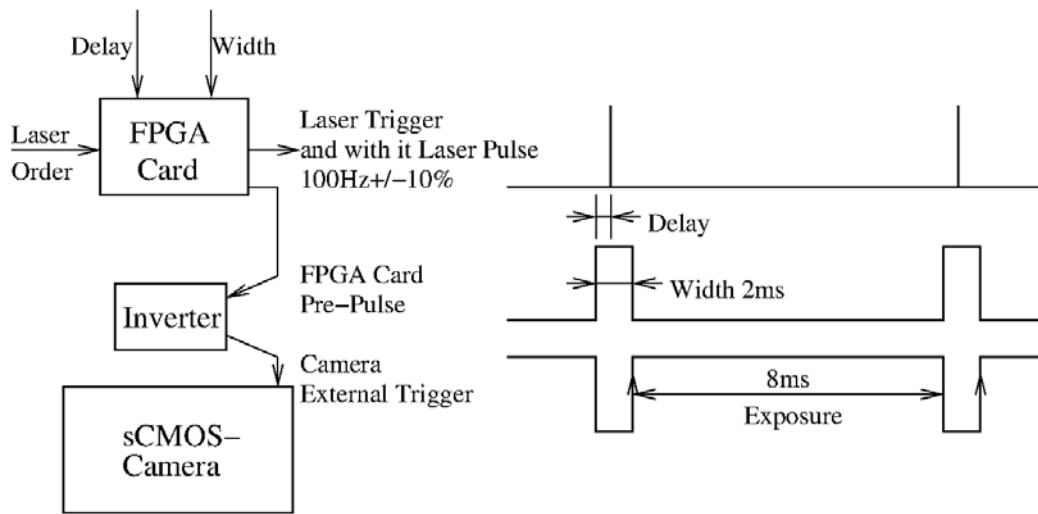 Delay
Width
Laser
Order
FPGA
Card
Laser Trigger
and with it Laser Pulse
100Hz+/-10%
FPGA Card
Pre-Pulse
Inverter
Camera
External Trigger
sCMOS-
Camera
Delay
Width 2ms
8ms
Exposure